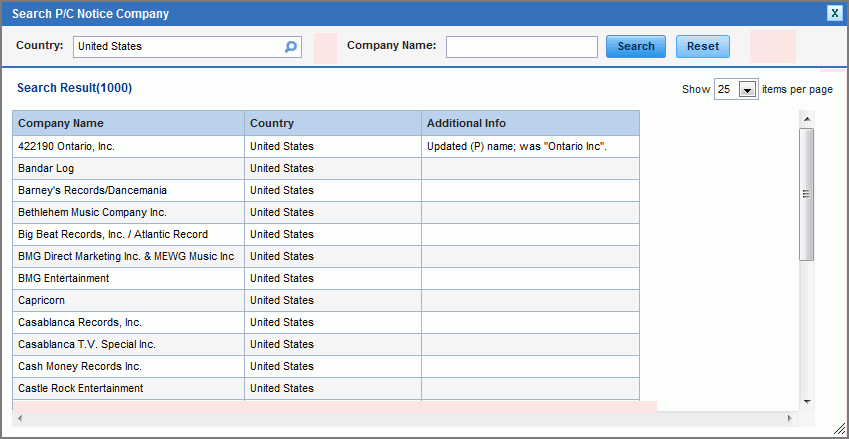 Search P/C Notice Company X
Country: United States Company Name: Search Reset
Search Result(1000) Show 25 items per page
Company Name Country Additional Info
422190 Ontario, Inc. United States Updated (P) name; was "Ontario Inc".
Bandar Log United States
Barney's Records/Dancemania United States
Bethlehem Music Company Inc. United States
Big Beat Records, Inc. / Atlantic Record United States
BMG Direct Marketing Inc. & MEWG Music Inc United States
BMG Entertainment United States
Capricorn United States
Casablanca Records, Inc. United States
Casablanca T.V. Special Inc. United States
Cash Money Records Inc. United States
Castle Rock Entertainment United States